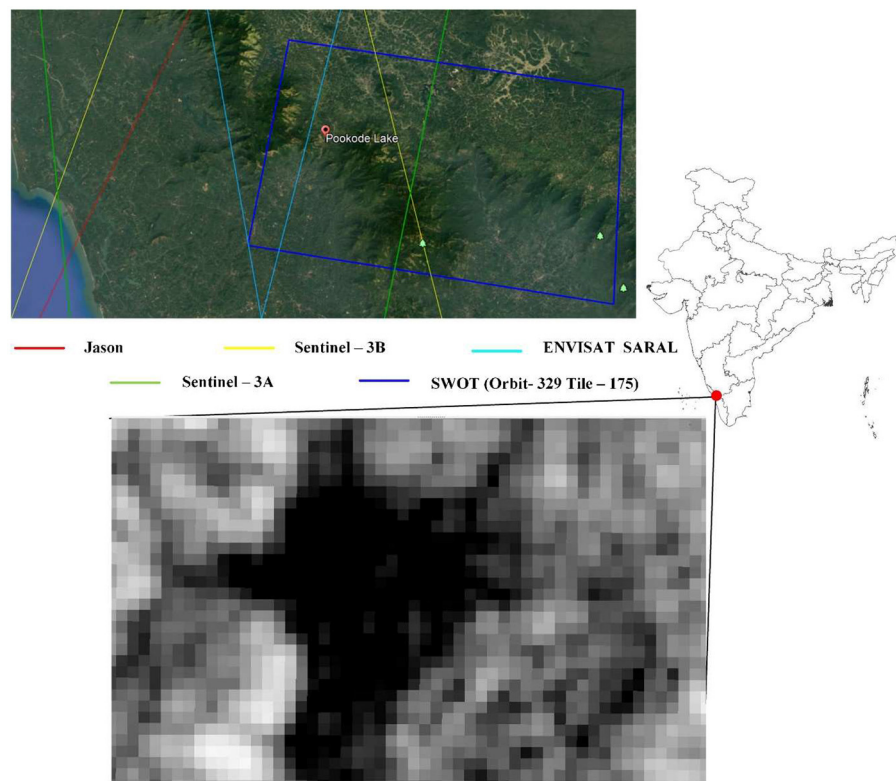 Pookode Lake
Jason Sentinel – 3B ENVISAT SARAL
Sentinel – 3A SWOT (Orbit- 329 Tile – 175)